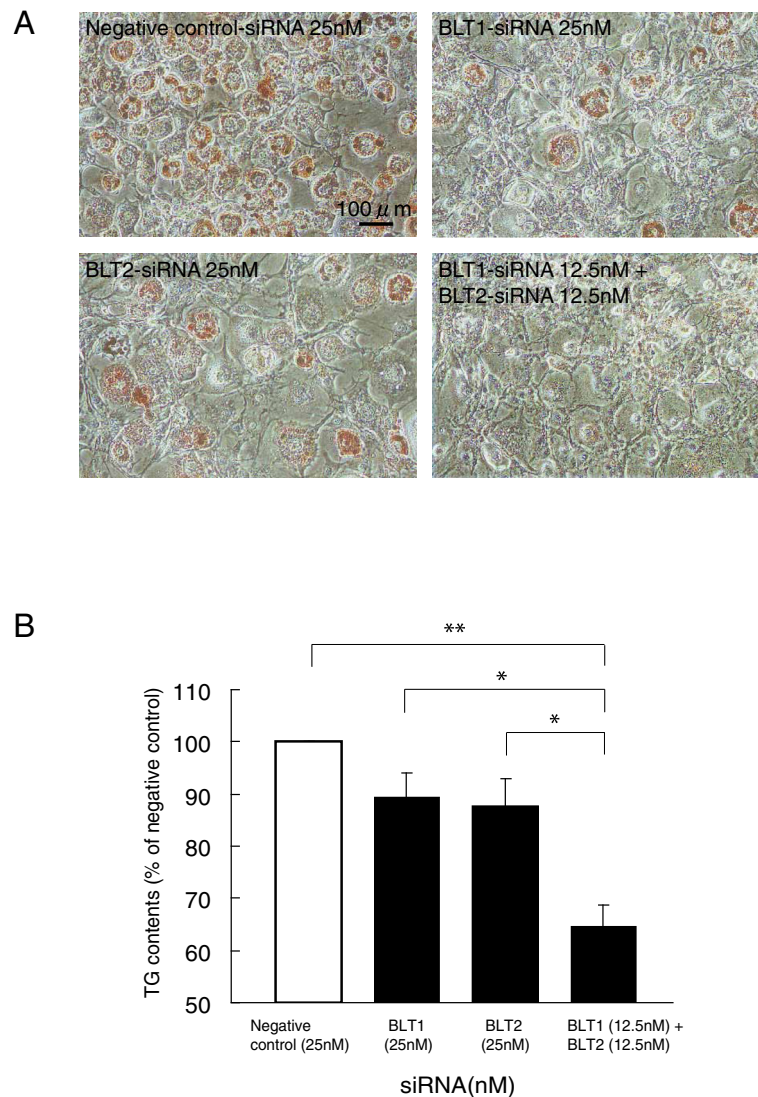 A
Negative control-siRNA 25nM
BLT1-siRNA 25nM
100 μm
BLT2-siRNA 25nM
BLT1-siRNA 12.5nM +
BLT2-siRNA 12.5nM
B
**
*
*
TG contents (% of negative control)
110
100
90
80
70
60
50
Negative
control (25nM)
BLT1
(25nM)
BLT2
(25nM)
BLT1 (12.5nM) +
BLT2 (12.5nM)
siRNA(nM)